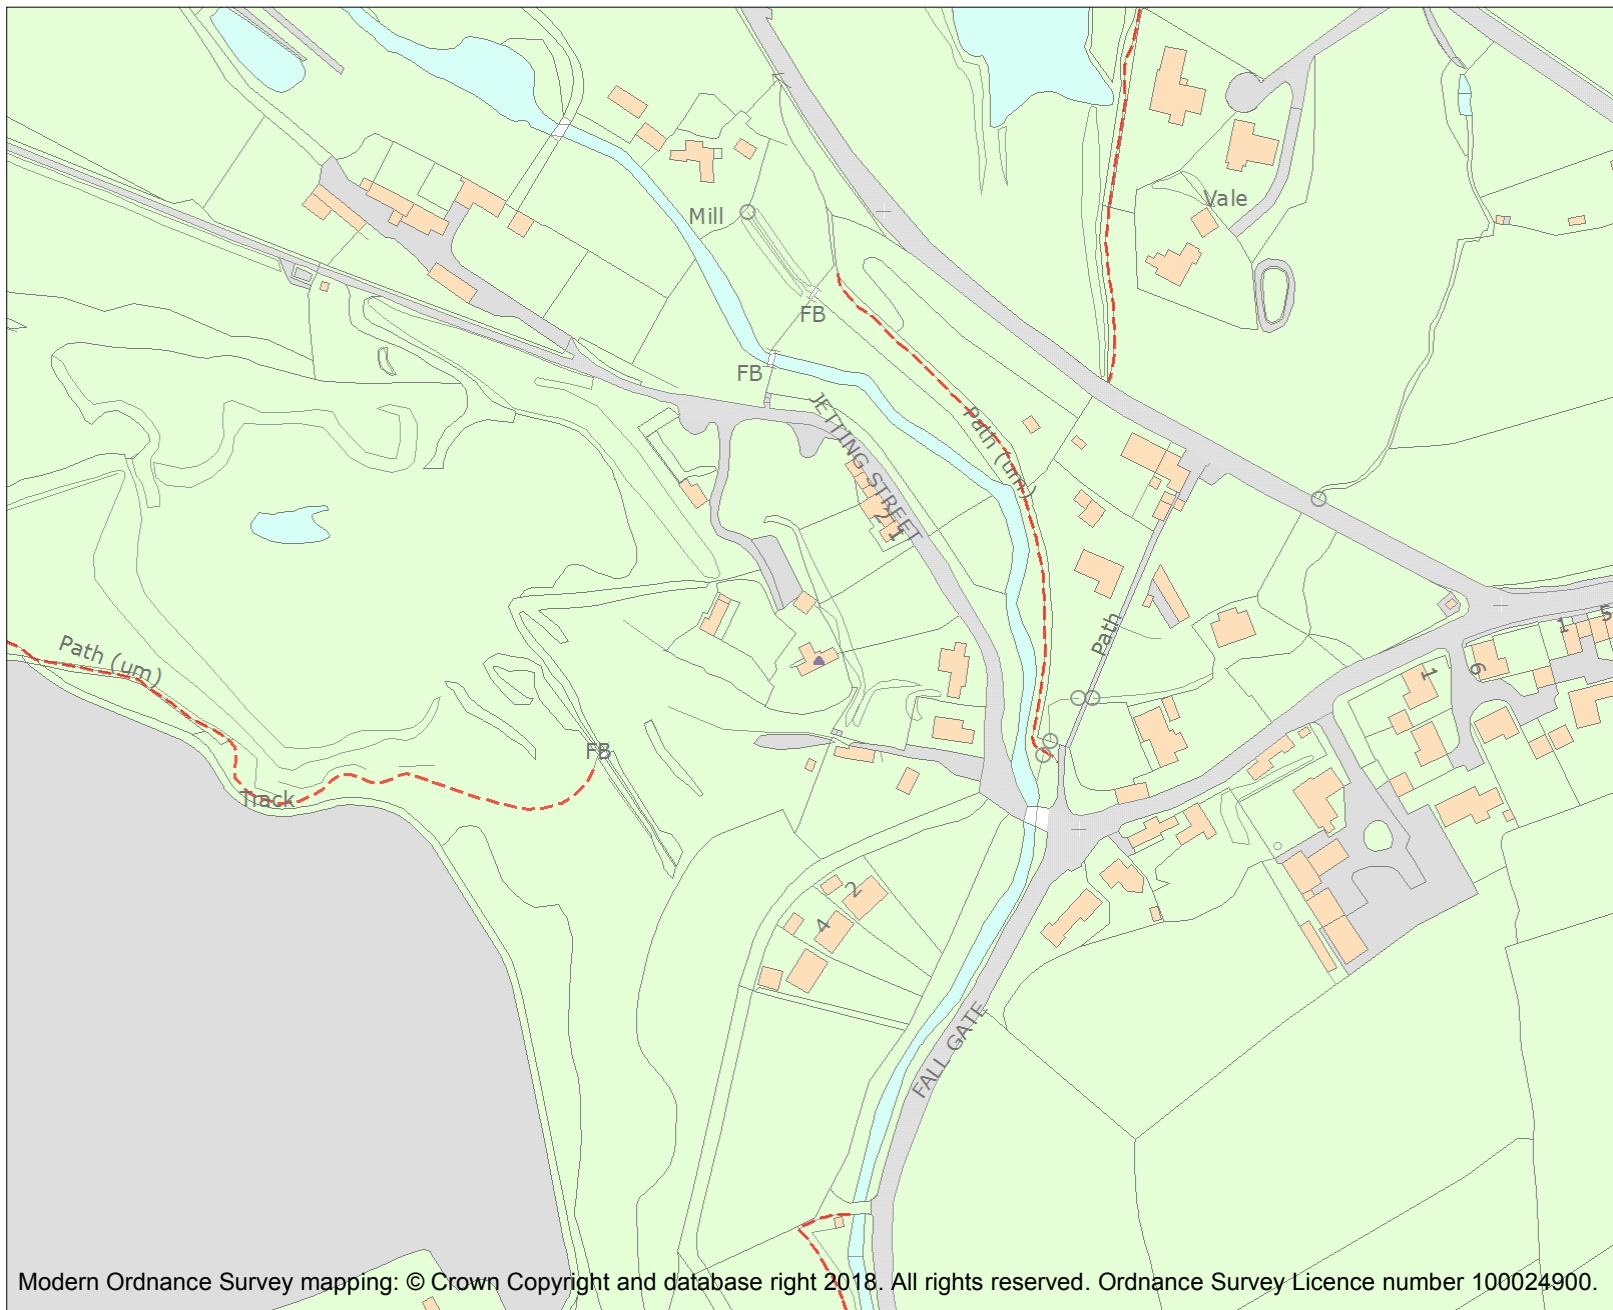 Vale
Mill
FB
FB
JETTING STREET
Path (um)
2
1
Path
5
1
1
6
Path (um)
FB
Track
2
4
FALL GATE
Modern Ordnance Survey mapping: © Crown Copyright and database right 2018. All rights reserved. Ordnance Survey Licence number 100024900.